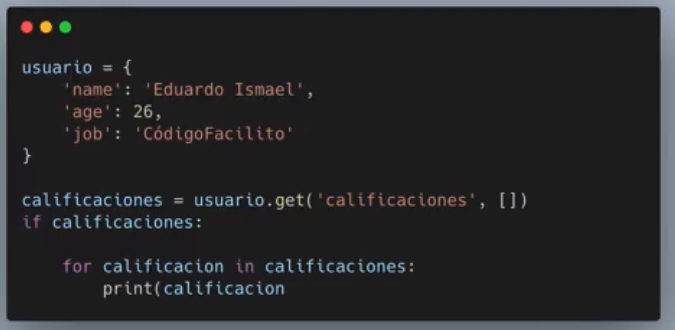 usuario = {
    'name': 'Eduardo Ismael',
    'age': 26,
    'job': 'CódigoFacilito'
}
calificaciones = usuario.get('calificaciones', [])
if calificaciones:
    for calificacion in calificaciones:
        print(calificacion